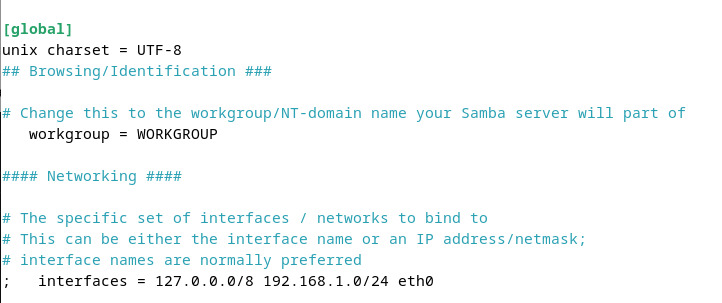 [global]
unix charset = UTF-8
## Browsing/Identification ###
# Change this to the workgroup/NT-domain name your Samba server will part of
workgroup = WORKGROUP
#### Networking ####
# The specific set of interfaces / networks to bind to
# This can be either the interface name or an IP address/netmask;
# interface names are normally preferred
;   interfaces = 127.0.0.0/8 192.168.1.0/24 eth0